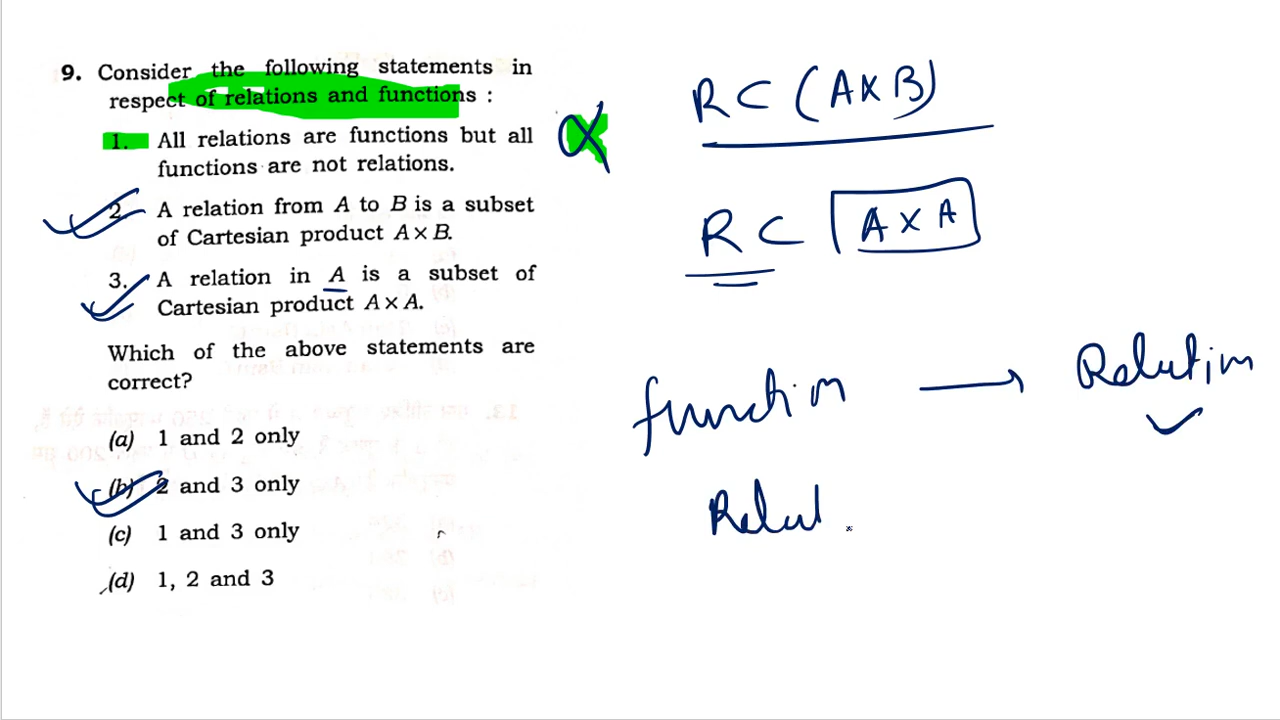 9. Consider the following statements in
respect of relations and functions :
1. All relations are functions but all
functions are not relations.
2. A relation from A to B is a subset
of Cartesian product A × B.
3. A relation in A is a subset of
Cartesian product A × A.
Which of the above statements are
correct?
(a) 1 and 2 only
(b) 2 and 3 only
(c) 1 and 3 only
(d) 1, 2 and 3
R ⊂ (A × B)
R ⊂ A × A
function → Relation
Relat